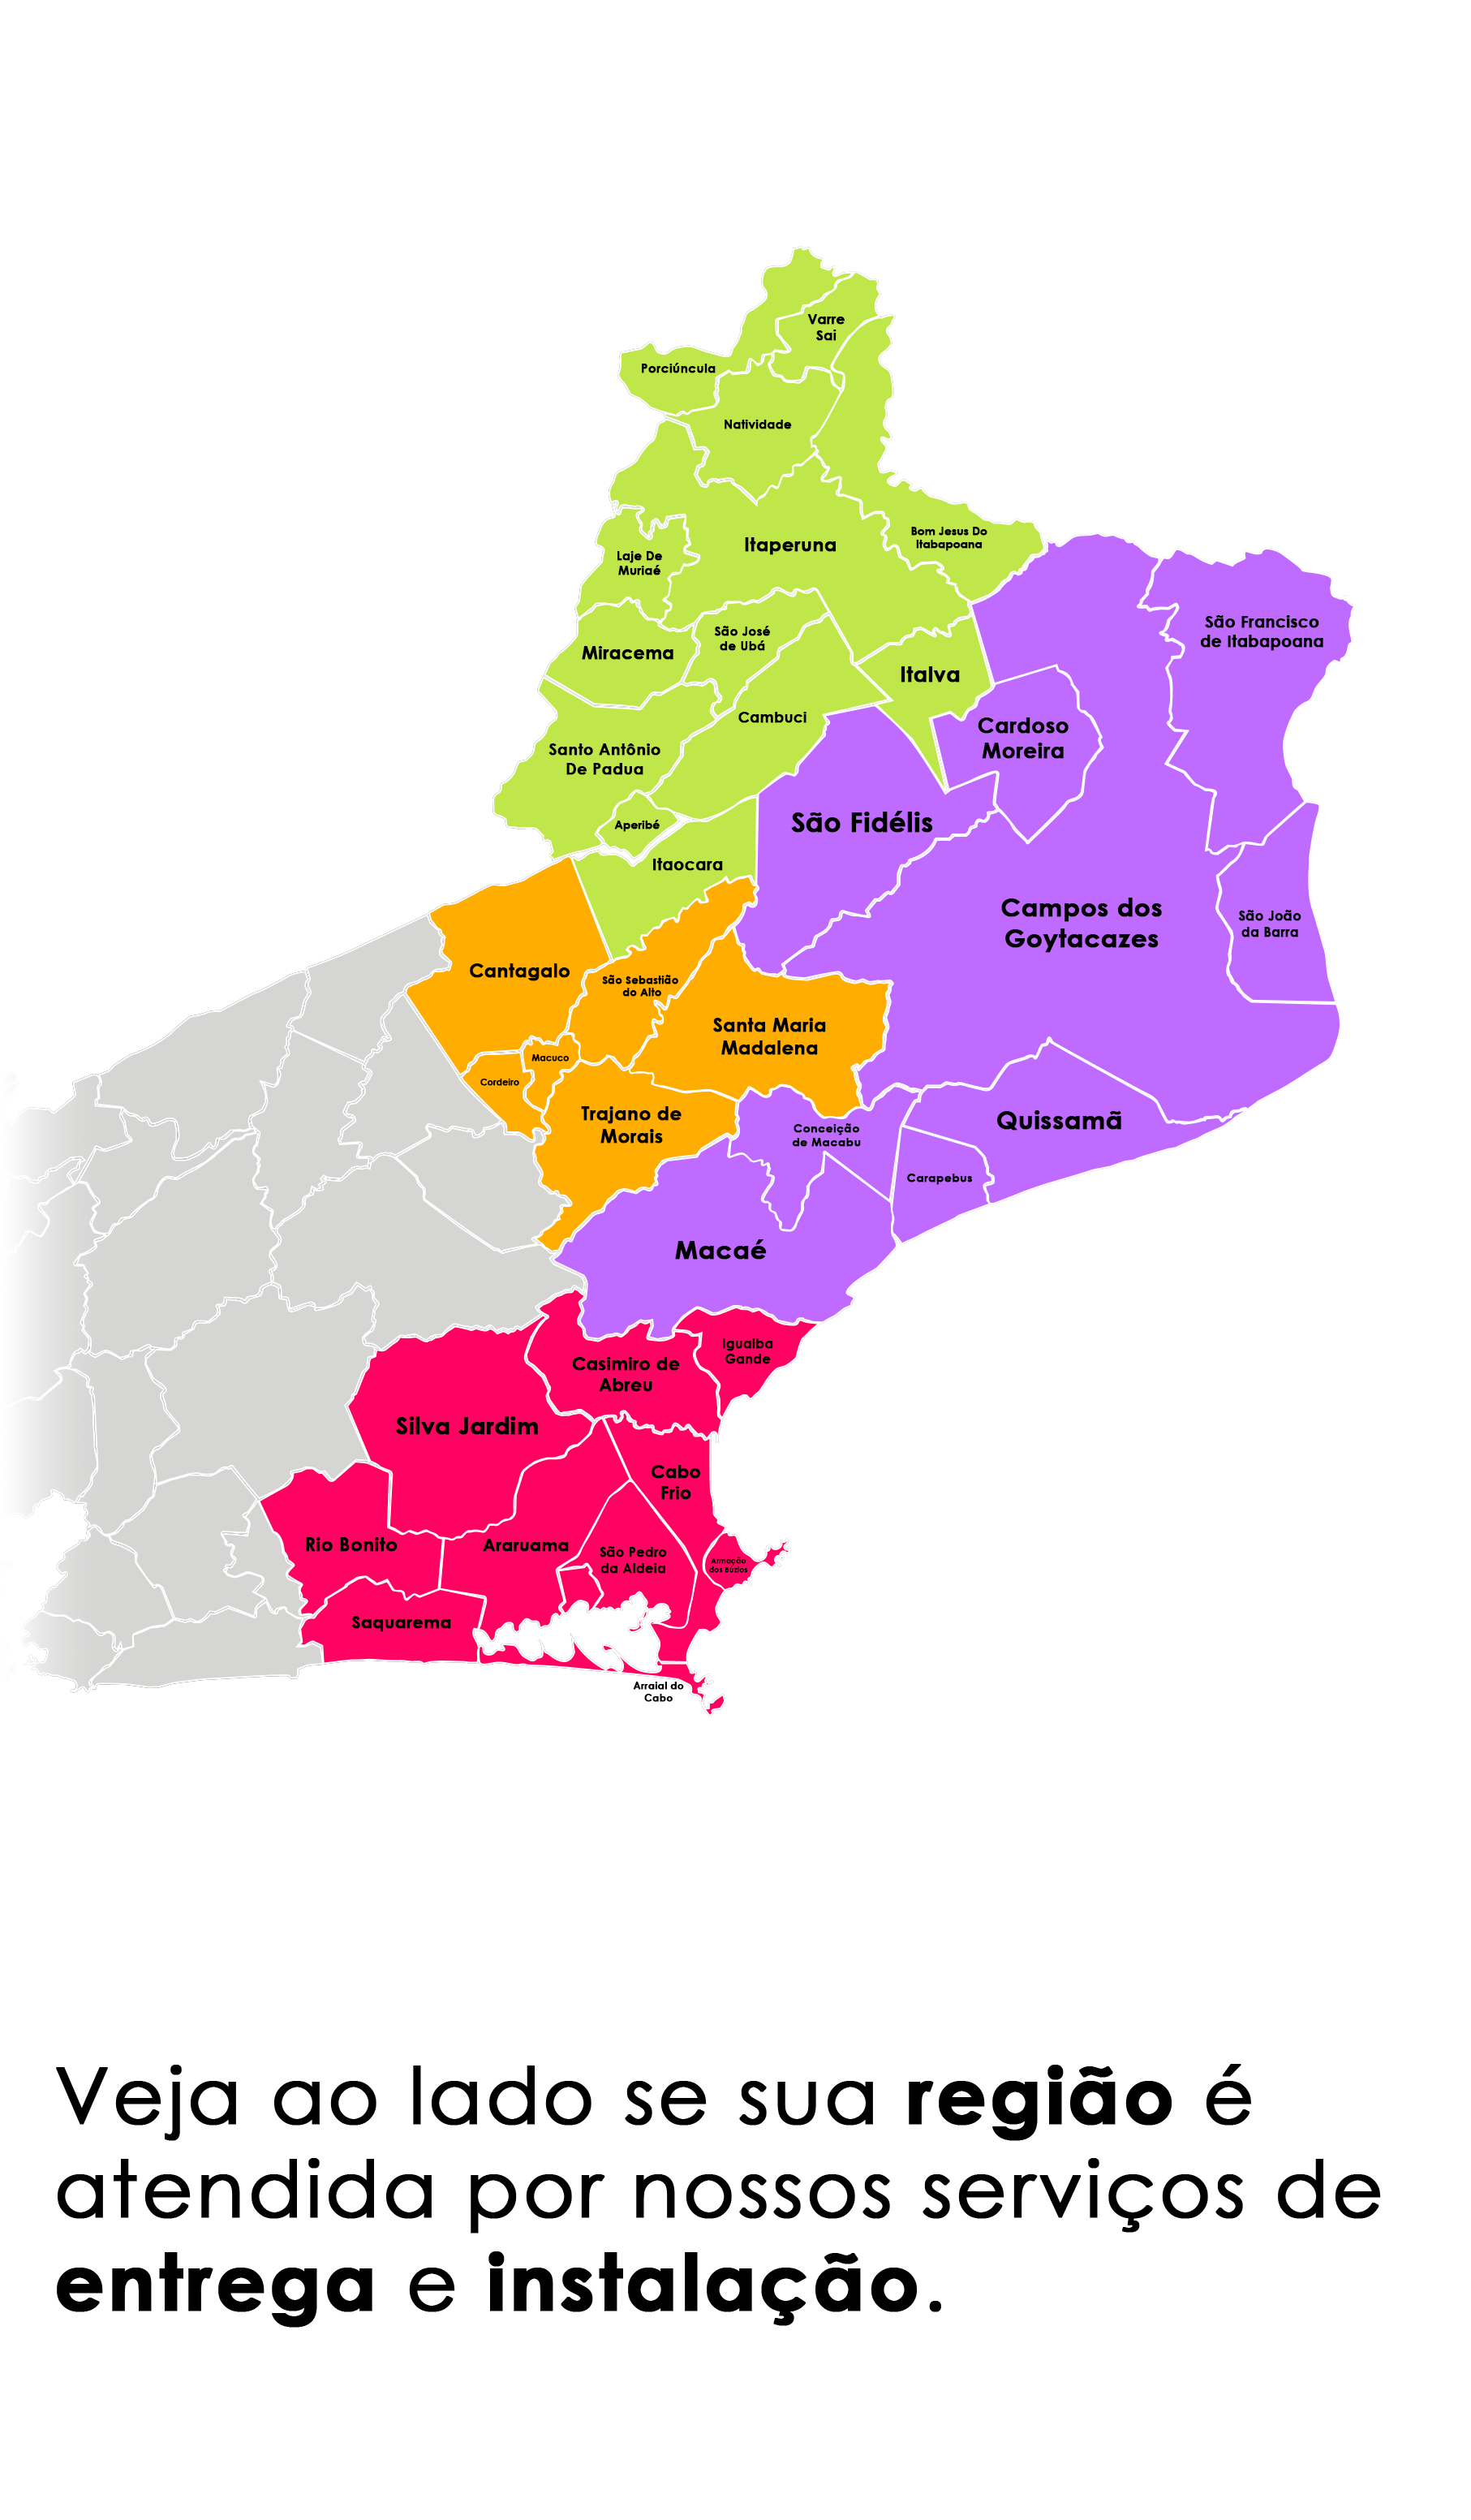 Varre
Sai
Porciúncula
Natividade
Bom Jesus Do
Itabapoana
Itaperuna
Laje De
Muriaé
São José
de Ubá
Miracema
São Francisco
de Itabapoana
Italva
Cambuci
Cardoso
Moreira
Santo Antônio
De Padua
Aperibé
São Fidélis
Itaocara
Campos dos
Goytacazes
São João
da Barra
Cantagalo
São Sebastião
do Alto
Santa Maria
Madalena
Macuco
Cordeiro
Trajano de
Morais
Conceição
de Macabu
Quissamã
Carapebus
Macaé
Igualba
Gande
Casimiro de
Abreu
Silva Jardim
Cabo
Frio
Rio Bonito
Araruama
São Pedro
da Aldeia
Armação
dos Búzios
Saquarema
Arraial do
Cabo
Veja ao lado se sua região é
atendida por nossos serviços de
entrega e instalação.